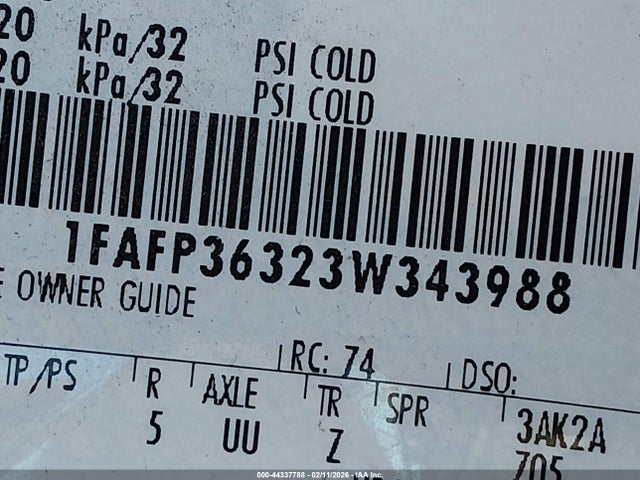 20 kPa/32 PSI COLD
20 kPa/32 PSI COLD
1FAFP36323W343988
E OWNER GUIDE
RC: 74 DSO:
TP/PS R AXLE TR SPR 3AK2A
5 UU Z 705
000-44337788 - 02/11/2026 - IAA Inc.